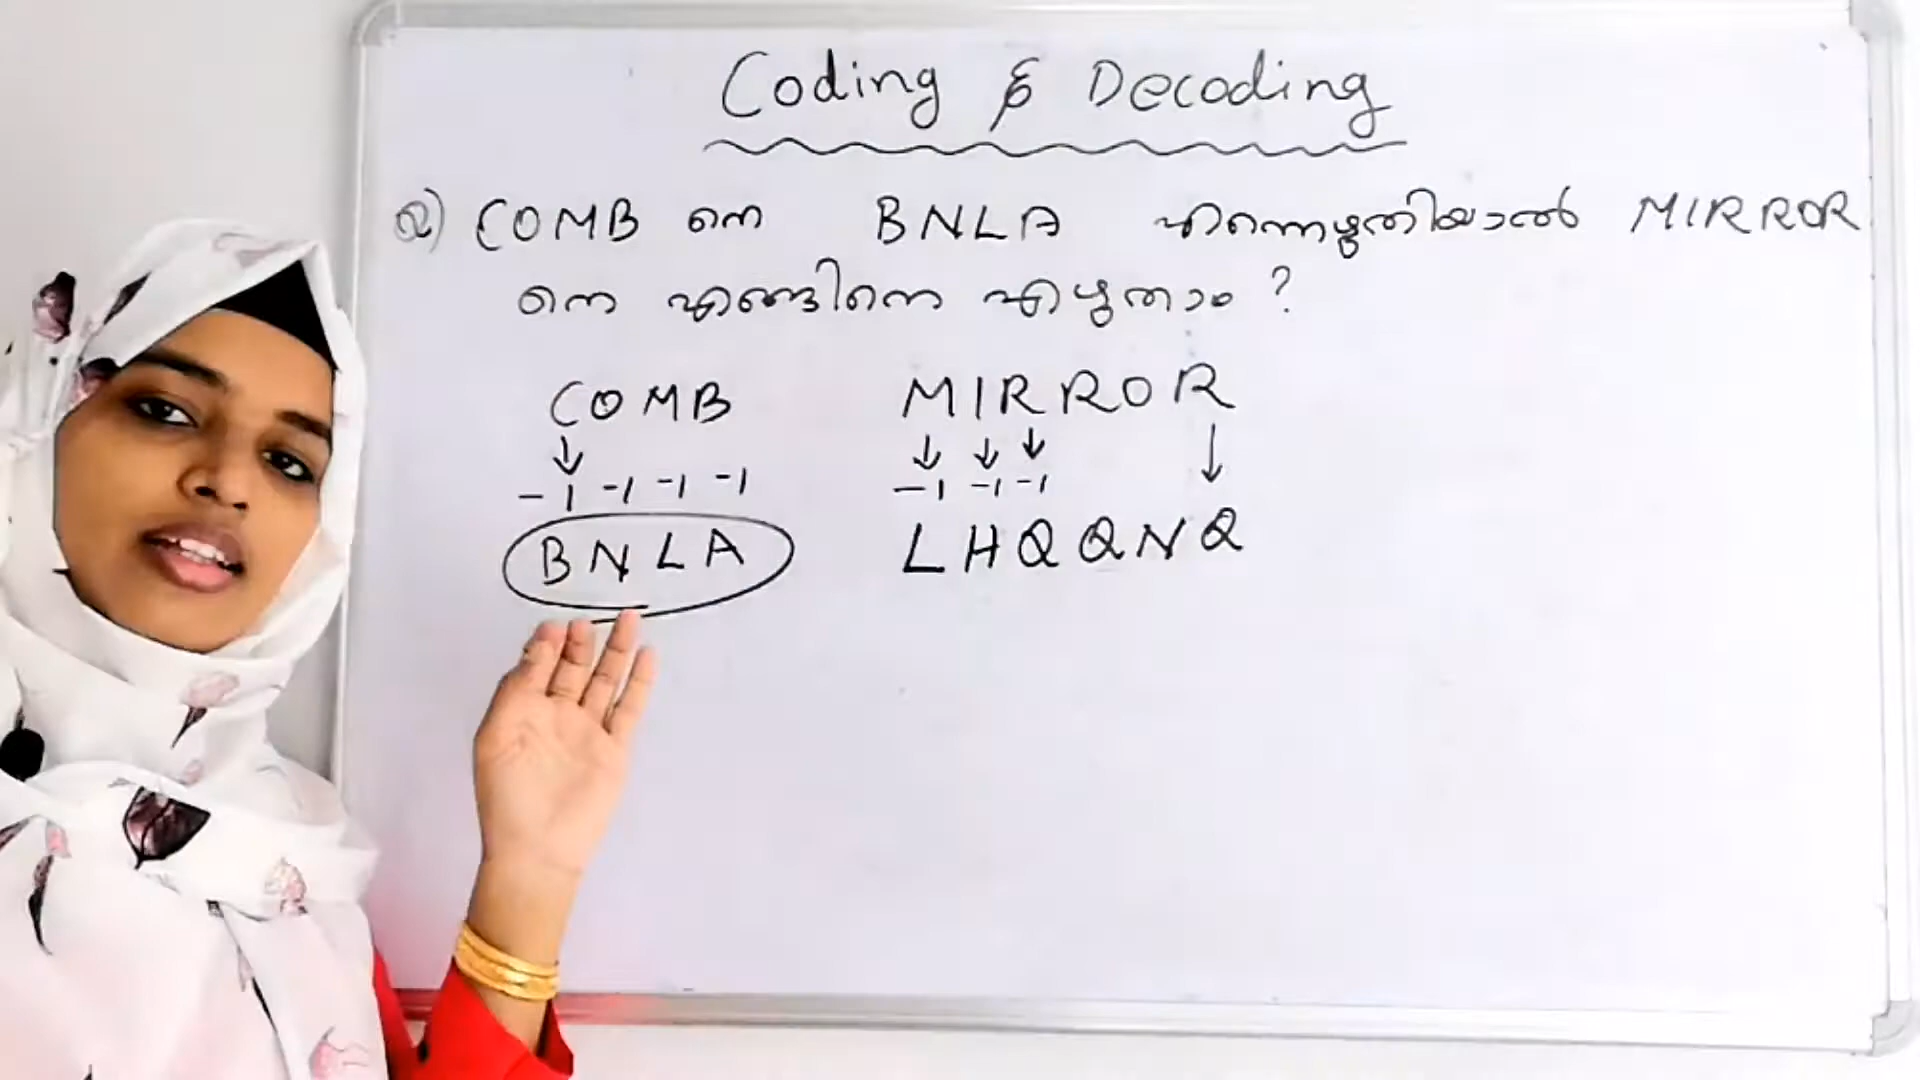 Coding & Decoding
Q) COMB നെ BNLA എന്നെഴുതിയാൽ MIRROR
നെ എങ്ങിനെ എഴുതാം ?
COMB MIRROR
-1 -1 -1 -1 -1 -1 -1
BNLA LHQQNQ